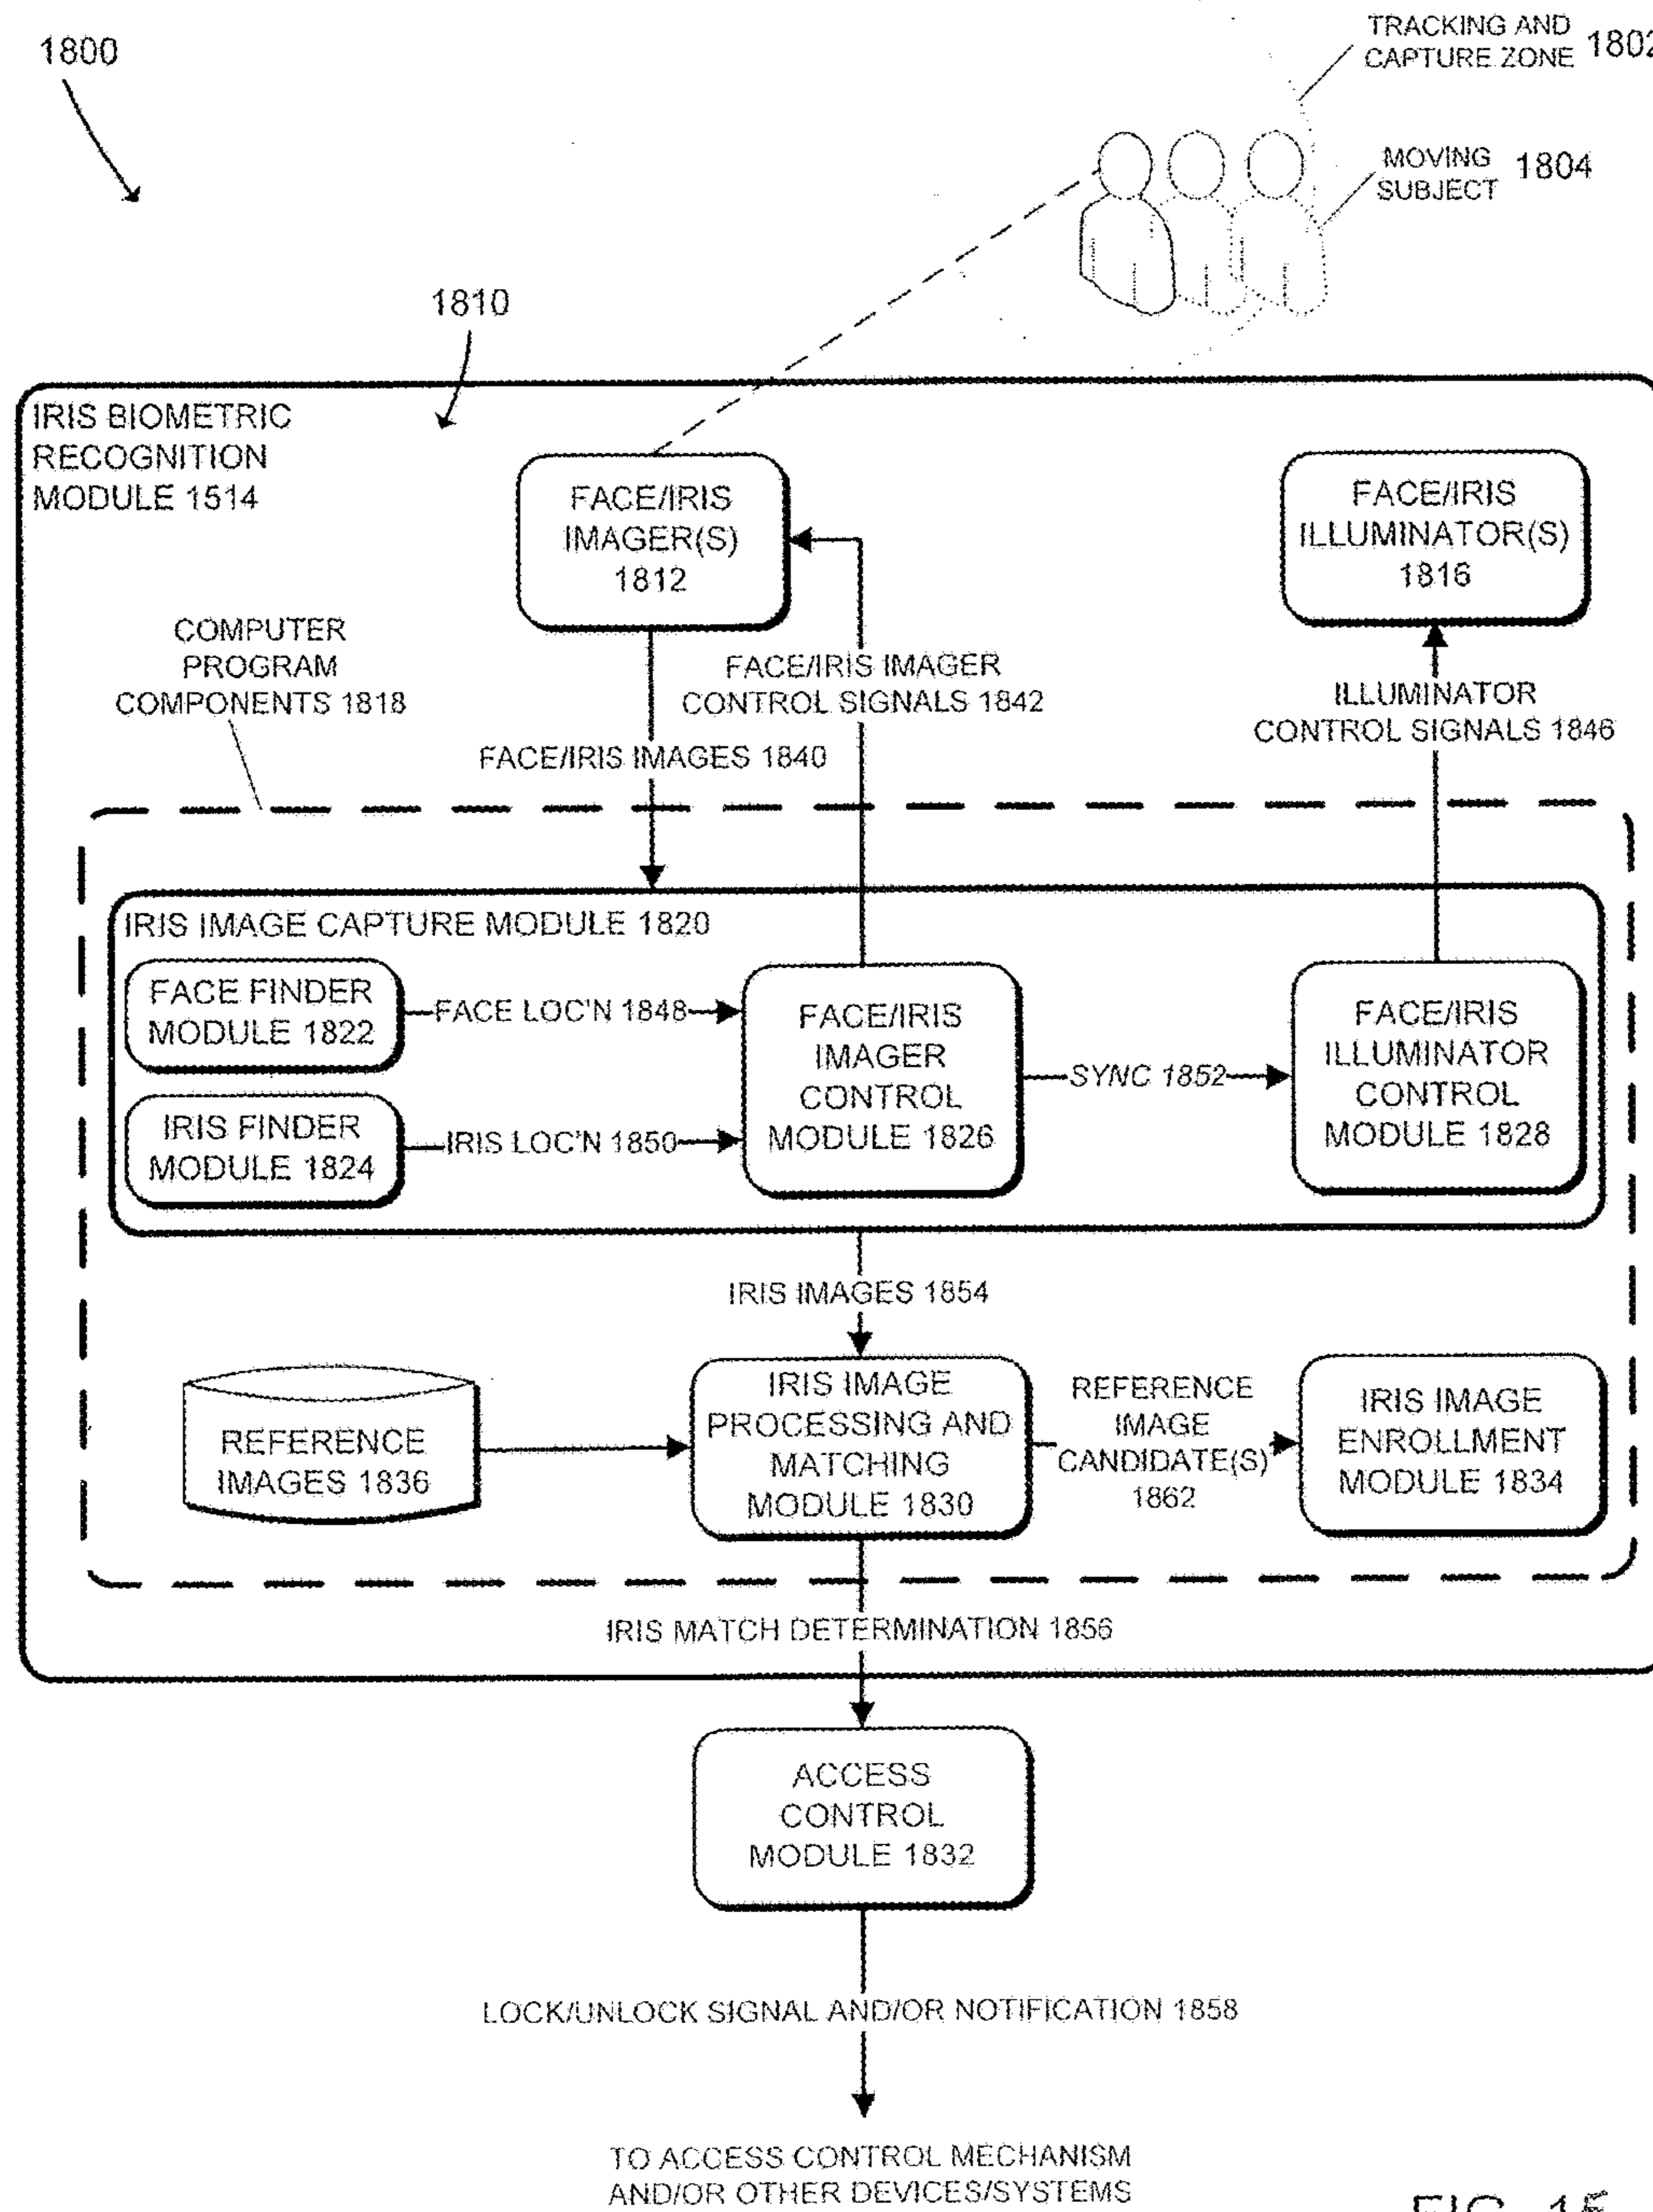 1800
TRACKING AND
CAPTURE ZONE 1802
MOVING
SUBJECT 1804
1810
IRIS BIOMETRIC
RECOGNITION
MODULE 1514
FACE/IRIS
IMAGER(S)
1812
FACE/IRIS
ILLUMINATOR(S)
1816
COMPUTER
PROGRAM
COMPONENTS 1818
FACE/IRIS IMAGER
CONTROL SIGNALS 1842
ILLUMINATOR
CONTROL SIGNALS 1846
FACE/IRIS IMAGES 1840
IRIS IMAGE CAPTURE MODULE 1820
FACE FINDER
MODULE 1822
FACE LOC'N 1848
IRIS FINDER
MODULE 1824
IRIS LOC'N 1850
FACE/IRIS
IMAGER
CONTROL
MODULE 1826
SYNC 1852
FACE/IRIS
ILLUMINATOR
CONTROL
MODULE 1828
IRIS IMAGES 1854
REFERENCE
IMAGES 1836
IRIS IMAGE
PROCESSING AND
MATCHING
MODULE 1830
REFERENCE
IMAGE
CANDIDATE(S)
1862
IRIS IMAGE
ENROLLMENT
MODULE 1834
IRIS MATCH DETERMINATION 1856
ACCESS
CONTROL
MODULE 1832
LOCK/UNLOCK SIGNAL AND/OR NOTIFICATION 1858
TO ACCESS CONTROL MECHANISM
AND/OR OTHER DEVICES/SYSTEMS
FIG. 15